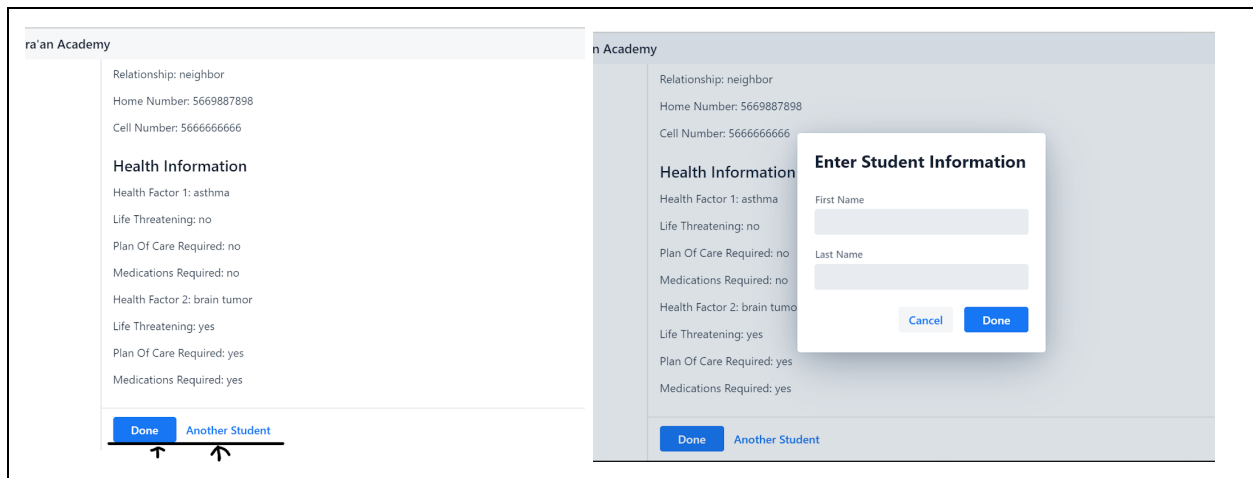 ra'an Academy
Relationship: neighbor
Home Number: 5669887898
Cell Number: 5666666666
Health Information
Health Factor 1: asthma
Life Threatening: no
Plan Of Care Required: no
Medications Required: no
Health Factor 2: brain tumor
Life Threatening: yes
Plan Of Care Required: yes
Medications Required: yes
Done Another Student
n Academy
Relationship: neighbor
Home Number: 5669887898
Cell Number: 5666666666
Health Information
Health Factor 1: asthma
Life Threatening: no
Plan Of Care Required: no
Medications Required: no
Health Factor 2: brain tumo
Life Threatening: yes
Plan Of Care Required: yes
Medications Required: yes
Done Another Student
Enter Student Information
First Name
Last Name
Cancel Done